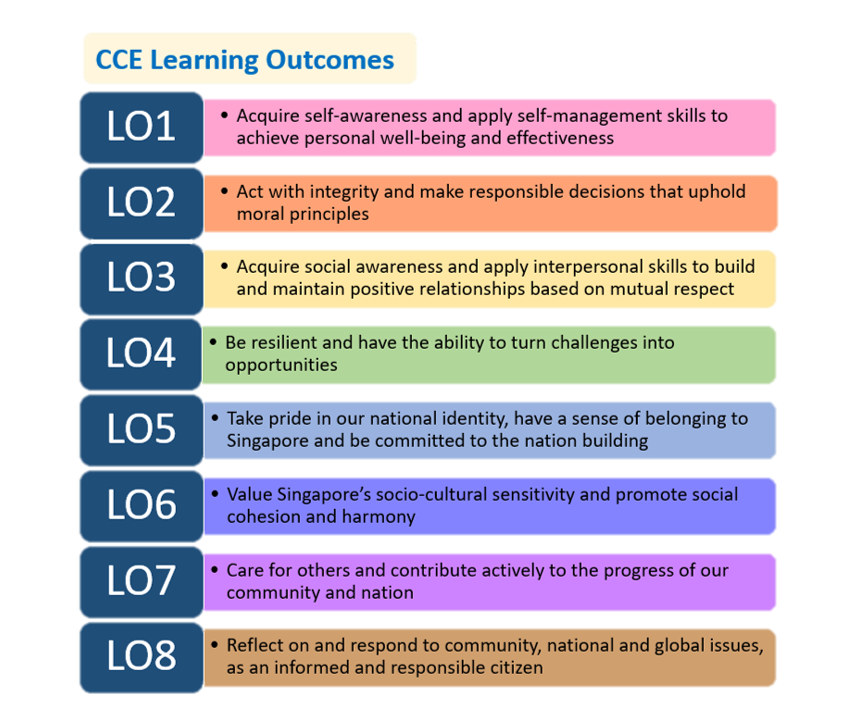 CCE Learning Outcomes
LO1
• Acquire self-awareness and apply self-management skills to
achieve personal well-being and effectiveness
LO2
• Act with integrity and make responsible decisions that uphold
moral principles
LO3
• Acquire social awareness and apply interpersonal skills to build
and maintain positive relationships based on mutual respect
LO4
• Be resilient and have the ability to turn challenges into
opportunities
LO5
• Take pride in our national identity, have a sense of belonging to
Singapore and be committed to the nation building
LO6
• Value Singapore’s socio-cultural sensitivity and promote social
cohesion and harmony
LO7
• Care for others and contribute actively to the progress of our
community and nation
LO8
• Reflect on and respond to community, national and global issues,
as an informed and responsible citizen